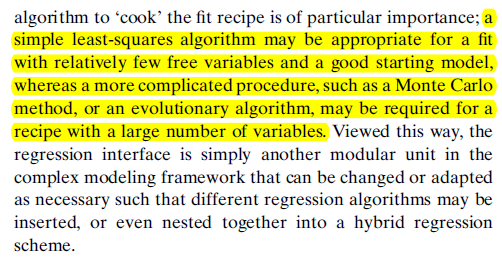 algorithm to ‘cook’ the fit recipe is of particular importance; a
simple least-squares algorithm may be appropriate for a fit
with relatively few free variables and a good starting model,
whereas a more complicated procedure, such as a Monte Carlo
method, or an evolutionary algorithm, may be required for a
recipe with a large number of variables. Viewed this way, the
regression interface is simply another modular unit in the
complex modeling framework that can be changed or adapted
as necessary such that different regression algorithms may be
inserted, or even nested together into a hybrid regression
scheme.